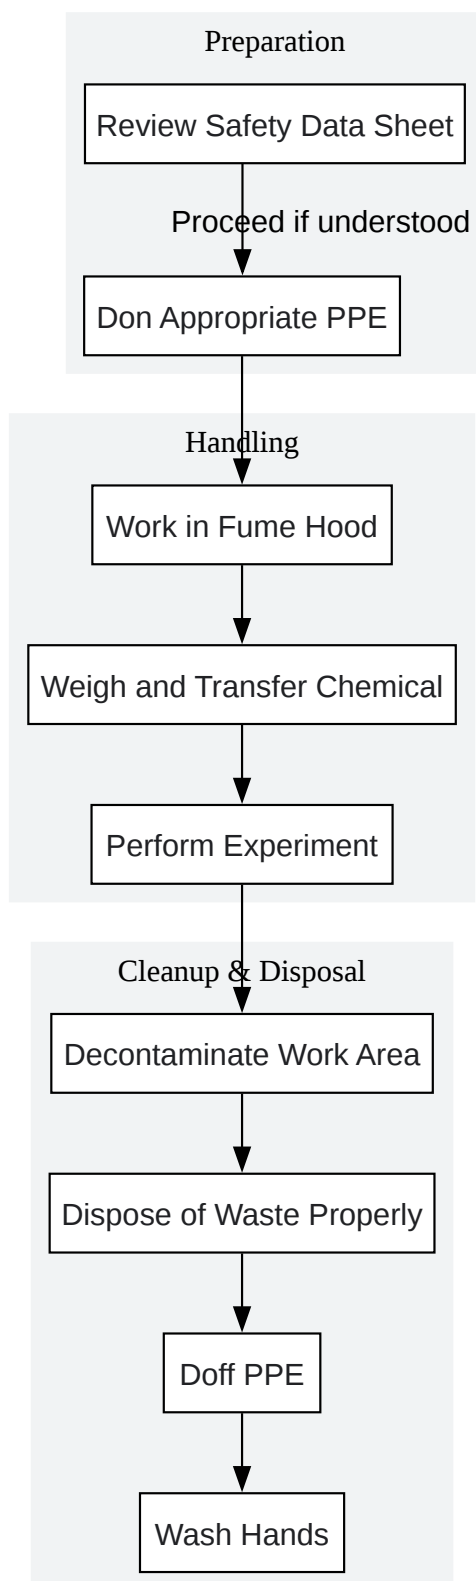 Preparation
Review Safety Data Sheet
Proceed if understood
Don Appropriate PPE
Handling
Work in Fume Hood
Weigh and Transfer Chemical
Perform Experiment
Cleanup & Disposal
Decontaminate Work Area
Dispose of Waste Properly
Doff PPE
Wash Hands